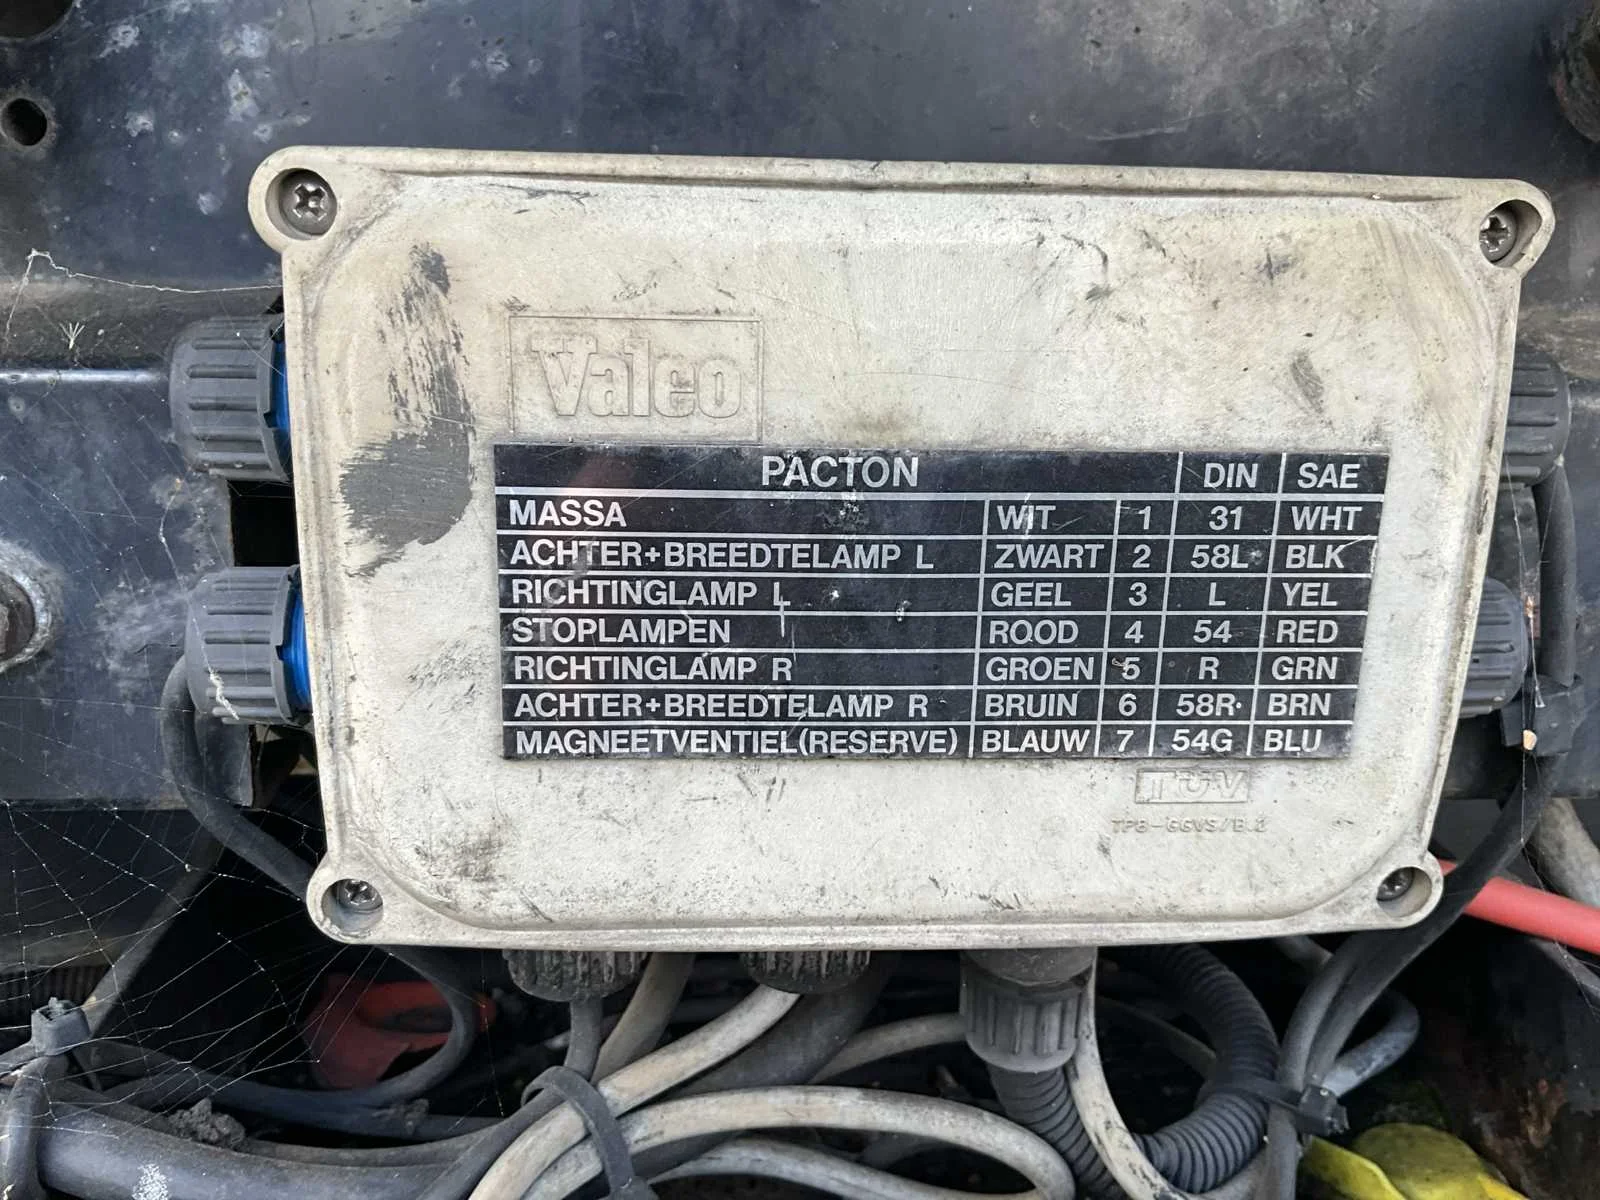 Valeo
PACTON DIN SAE
MASSA WIT 1 31 WHT
ACHTER+BREEDTELAMP L ZWART 2 58L BLK
RICHTINGLAMP L GEEL 3 L YEL
STOPLAMPEN ROOD 4 54 RED
RICHTINGLAMP R GROEN 5 R GRN
ACHTER+BREEDTELAMP R BRUIN 6 58R BRN
MAGNEETVENTIEL(RESERVE) BLAUW 7 54G BLU
TÜV